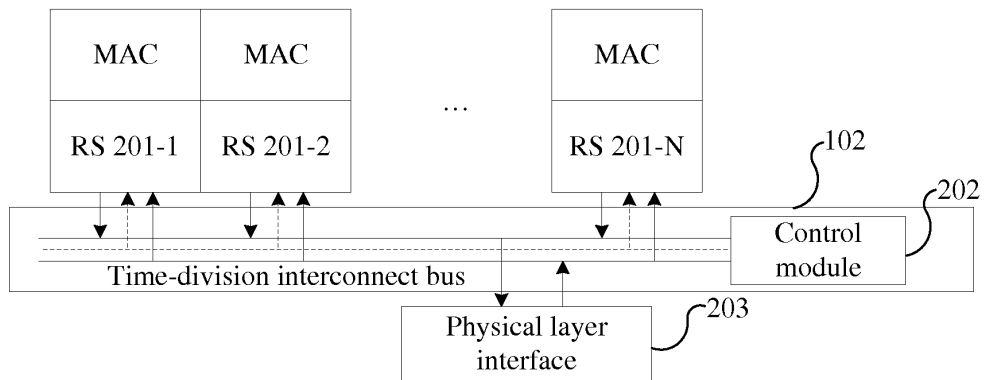 MAC
MAC
MAC
...
RS 201-1
RS 201-2
RS 201-N
102
202
Control
module
Time-division interconnect bus
203
Physical layer
interface